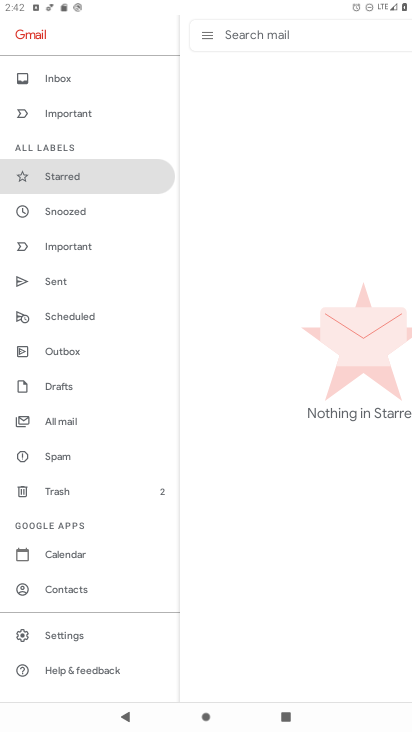 2:42 LTE
Gmail
Search mail
Inbox
Important
ALL LABELS
Starred
Snoozed
Important
Sent
Scheduled
Outbox
Drafts
All mail
Spam
Trash 2
GOOGLE APPS
Calendar
Contacts
Settings
Help & feedback
Nothing in Starre